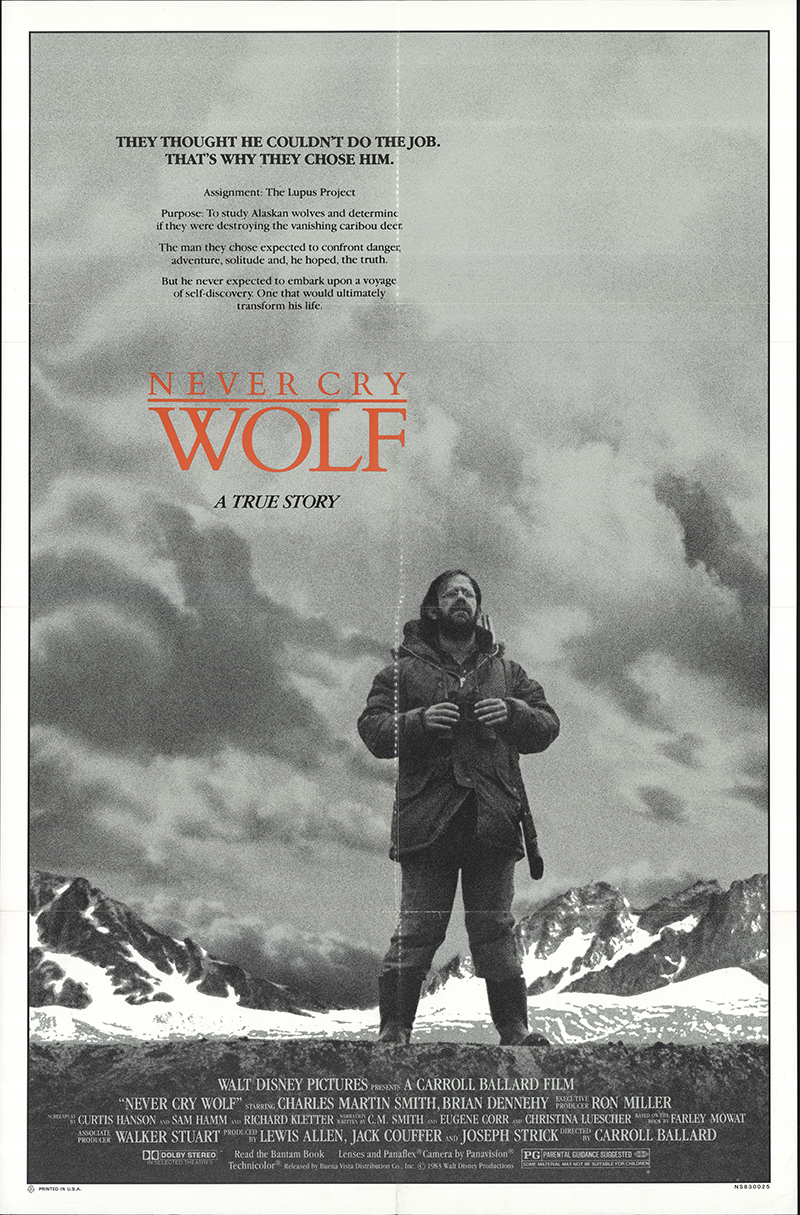 THEY THOUGHT HE COULDN'T DO THE JOB.
THAT'S WHY THEY CHOSE HIM.
Assignment: The Lupus Project
Purpose: To study Alaskan wolves and determine
if they were destroying the vanishing caribou deer.
The man they chose expected to confront danger,
adventure, solitude and, he hoped, the truth.
But he never expected to embark upon a voyage
of self-discovery. One that would ultimately
transform his life.
NEVER CRY
WOLF
A TRUE STORY
WALT DISNEY PICTURES PRESENTS A CARROLL BALLARD FILM
"NEVER CRY WOLF" STARRING CHARLES MARTIN SMITH, BRIAN DENNEHY EXECUTIVE PRODUCER RON MILLER
SCREENPLAY BY CURTIS HANSON AND SAM HAMM AND RICHARD KLETTER NARRATION WRITTEN BY C.M. SMITH AND EUGENE CORR AND CHRISTINA LUESCHER BASED ON THE BOOK BY FARLEY MOWAT
ASSOCIATE PRODUCER WALKER STUART PRODUCED BY LEWIS ALLEN, JACK COUFFER AND JOSEPH STRICK DIRECTED BY CARROLL BALLARD
DOLBY STEREO
IN SELECTED THEATRES
Read the Bantam Book Lenses and Panaflex® Camera by Panavision®
Technicolor® Released by Buena Vista Distribution Co., Inc. © 1983 Walt Disney Productions
PG PARENTAL GUIDANCE SUGGESTED
SOME MATERIAL MAY NOT BE SUITABLE FOR CHILDREN
PRINTED IN U.S.A.
NS830025